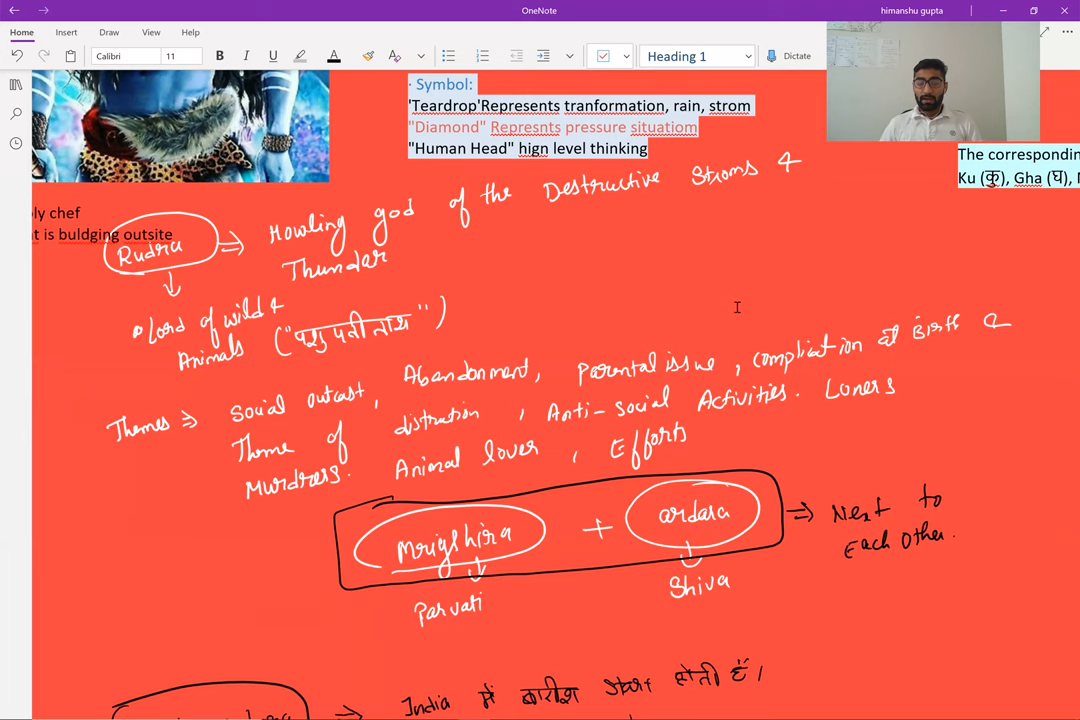 OneNote
himanshu gupta
Home Insert Draw View Help
Calibri 11 B I U A Heading 1 Dictate
· Symbol:
'Teardrop'Represents tranformation, rain, strom
"Diamond" Represnts pressure situatiom
"Human Head" hign level thinking
The correspondin
Ku (कु), Gha (घ),
ly chef
t is buldging outsite
Rudra ⇒ Howling god of the Destructive Stroms &
Thundar
↓
Lord of wild &
Animals ("पशु पती नाथ")
Themes ⇒ Social outcast, Abandonment, Parental issue, compliation at Birth &
Theme of distruction, Anti-social Activities. Loners
Murdrers. Animal lover, Efforts
Mrigshira + ardara ⇒ Next to
Each Other.
↓ ↓
Parvati Shiva
⇒ India में बारीश start होती है।